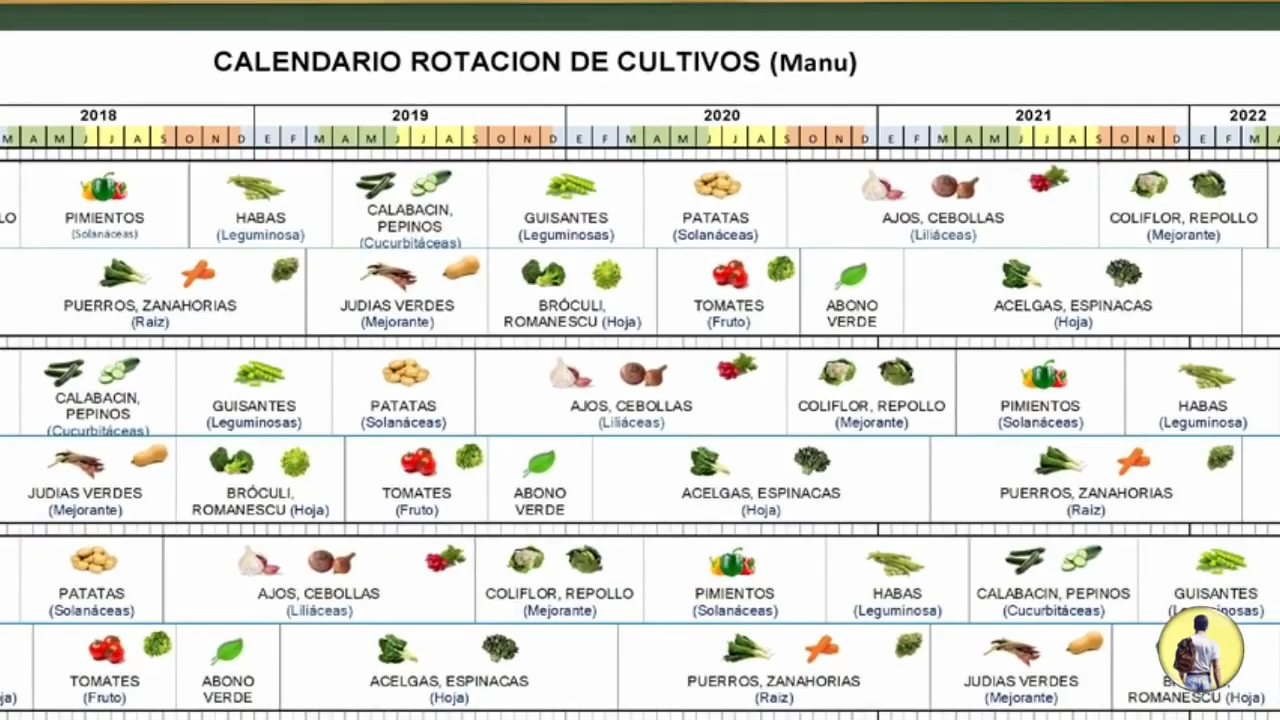 CALENDARIO ROTACION DE CULTIVOS (Manu)
2018 2019 2020 2021 2022
M A M J J A S O N D E F M A M J J A S O N D E F M A M J J A S O N D E F M A M J J A S O N D E F M A
LO PIMIENTOS HABAS CALABACIN, PEPINOS GUISANTES PATATAS AJOS, CEBOLLAS COLIFLOR, REPOLLO
(Solanáceas) (Leguminosa) (Cucurbitáceas) (Leguminosas) (Solanáceas) (Liliáceas) (Mejorante)
PUERROS, ZANAHORIAS JUDIAS VERDES BRÓCULI, TOMATES ABONO ACELGAS, ESPINACAS
(Raiz) (Mejorante) ROMANESCU (Hoja) (Fruto) VERDE (Hoja)
CALABACIN, PEPINOS GUISANTES PATATAS AJOS, CEBOLLAS COLIFLOR, REPOLLO PIMIENTOS HABAS
(Cucurbitáceas) (Leguminosas) (Solanáceas) (Liliáceas) (Mejorante) (Solanáceas) (Leguminosa)
JUDIAS VERDES BRÓCULI, TOMATES ABONO ACELGAS, ESPINACAS PUERROS, ZANAHORIAS
(Mejorante) ROMANESCU (Hoja) (Fruto) VERDE (Hoja) (Raiz)
PATATAS AJOS, CEBOLLAS COLIFLOR, REPOLLO PIMIENTOS HABAS CALABACIN, PEPINOS GUISANTES
(Solanáceas) (Liliáceas) (Mejorante) (Solanáceas) (Leguminosa) (Cucurbitáceas)
TOMATES ABONO ACELGAS, ESPINACAS PUERROS, ZANAHORIAS JUDIAS VERDES
ja) (Fruto) VERDE (Hoja) (Raiz) (Mejorante) ROMANESCU (Hoja)